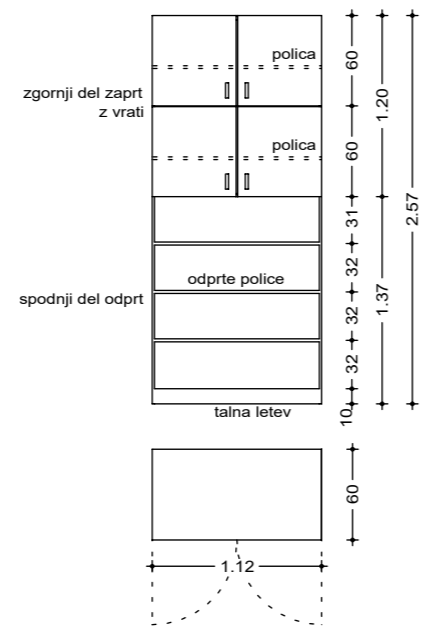 polica
zgornji del zaprt
z vrati
polica
odprte police
spodnji del odprt
talna letev
60
60
1.20
31
32
32
32
10
1.37
2.57
60
1.12